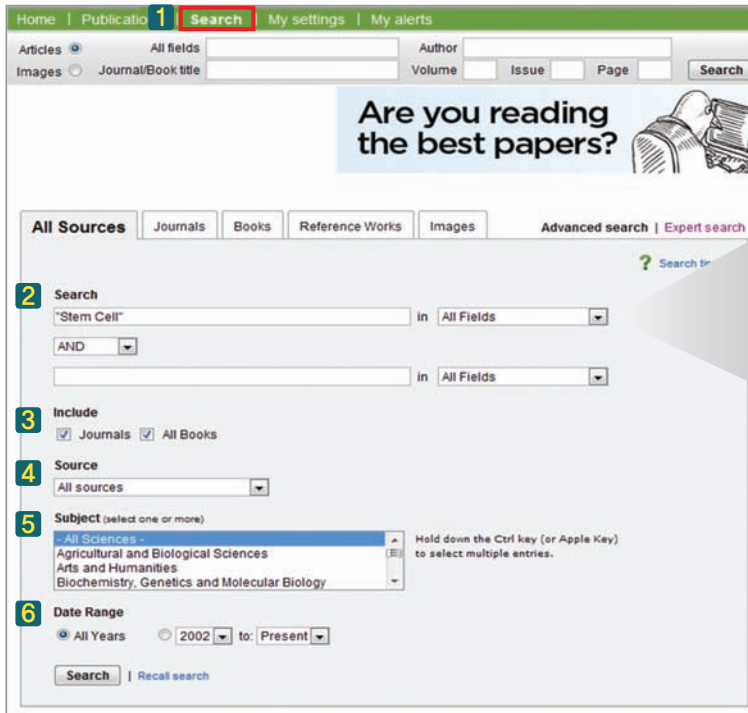 Home | Publicatio 1 | Search | My settings | My alerts
Articles All fields Author
Images Journal/Book title Volume Issue Page Search
Are you reading
the best papers?
All Sources Journals Books Reference Works Images Advanced search | Expert search
? Search
2 Search
"Stem Cell" in All Fields
AND
in All Fields
3 Include
Journals All Books
4 Source
All sources
5 Subject (select one or more)
- All Sciences - Hold down the Ctrl key (or Apple Key)
Agricultural and Biological Sciences to select multiple entries.
Arts and Humanities
Biochemistry, Genetics and Molecular Biology
6 Date Range
All Years 2002 to: Present
Search | Recall search